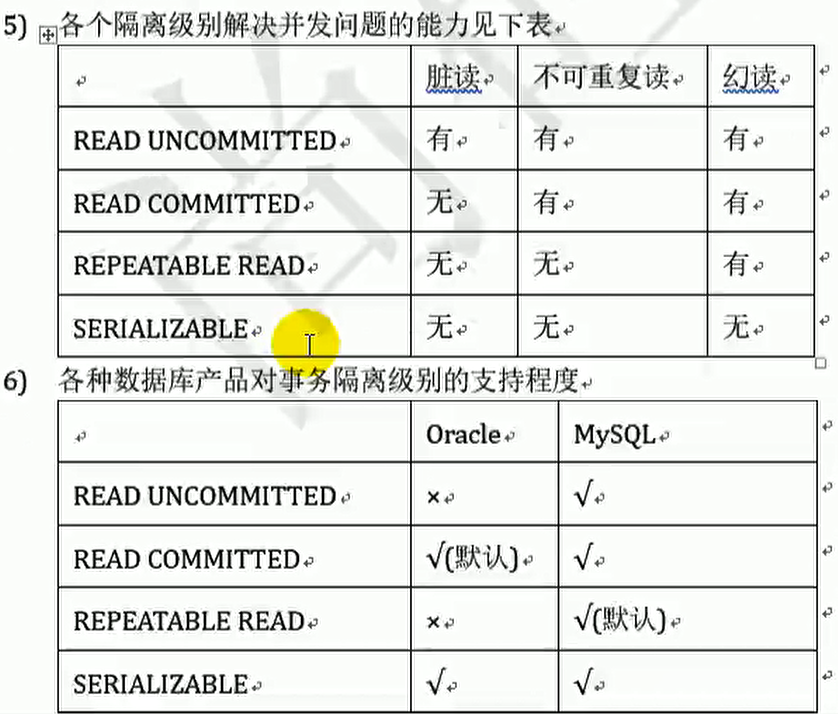 5) 各个隔离级别解决并发问题的能力见下表
脏读 不可重复读 幻读
READ UNCOMMITTED 有 有 有
READ COMMITTED 无 有 有
REPEATABLE READ 无 无 有
SERIALIZABLE 无 无 无
6) 各种数据库产品对事务隔离级别的支持程度
Oracle MySQL
READ UNCOMMITTED × √
READ COMMITTED √(默认) √
REPEATABLE READ × √(默认)
SERIALIZABLE √ √